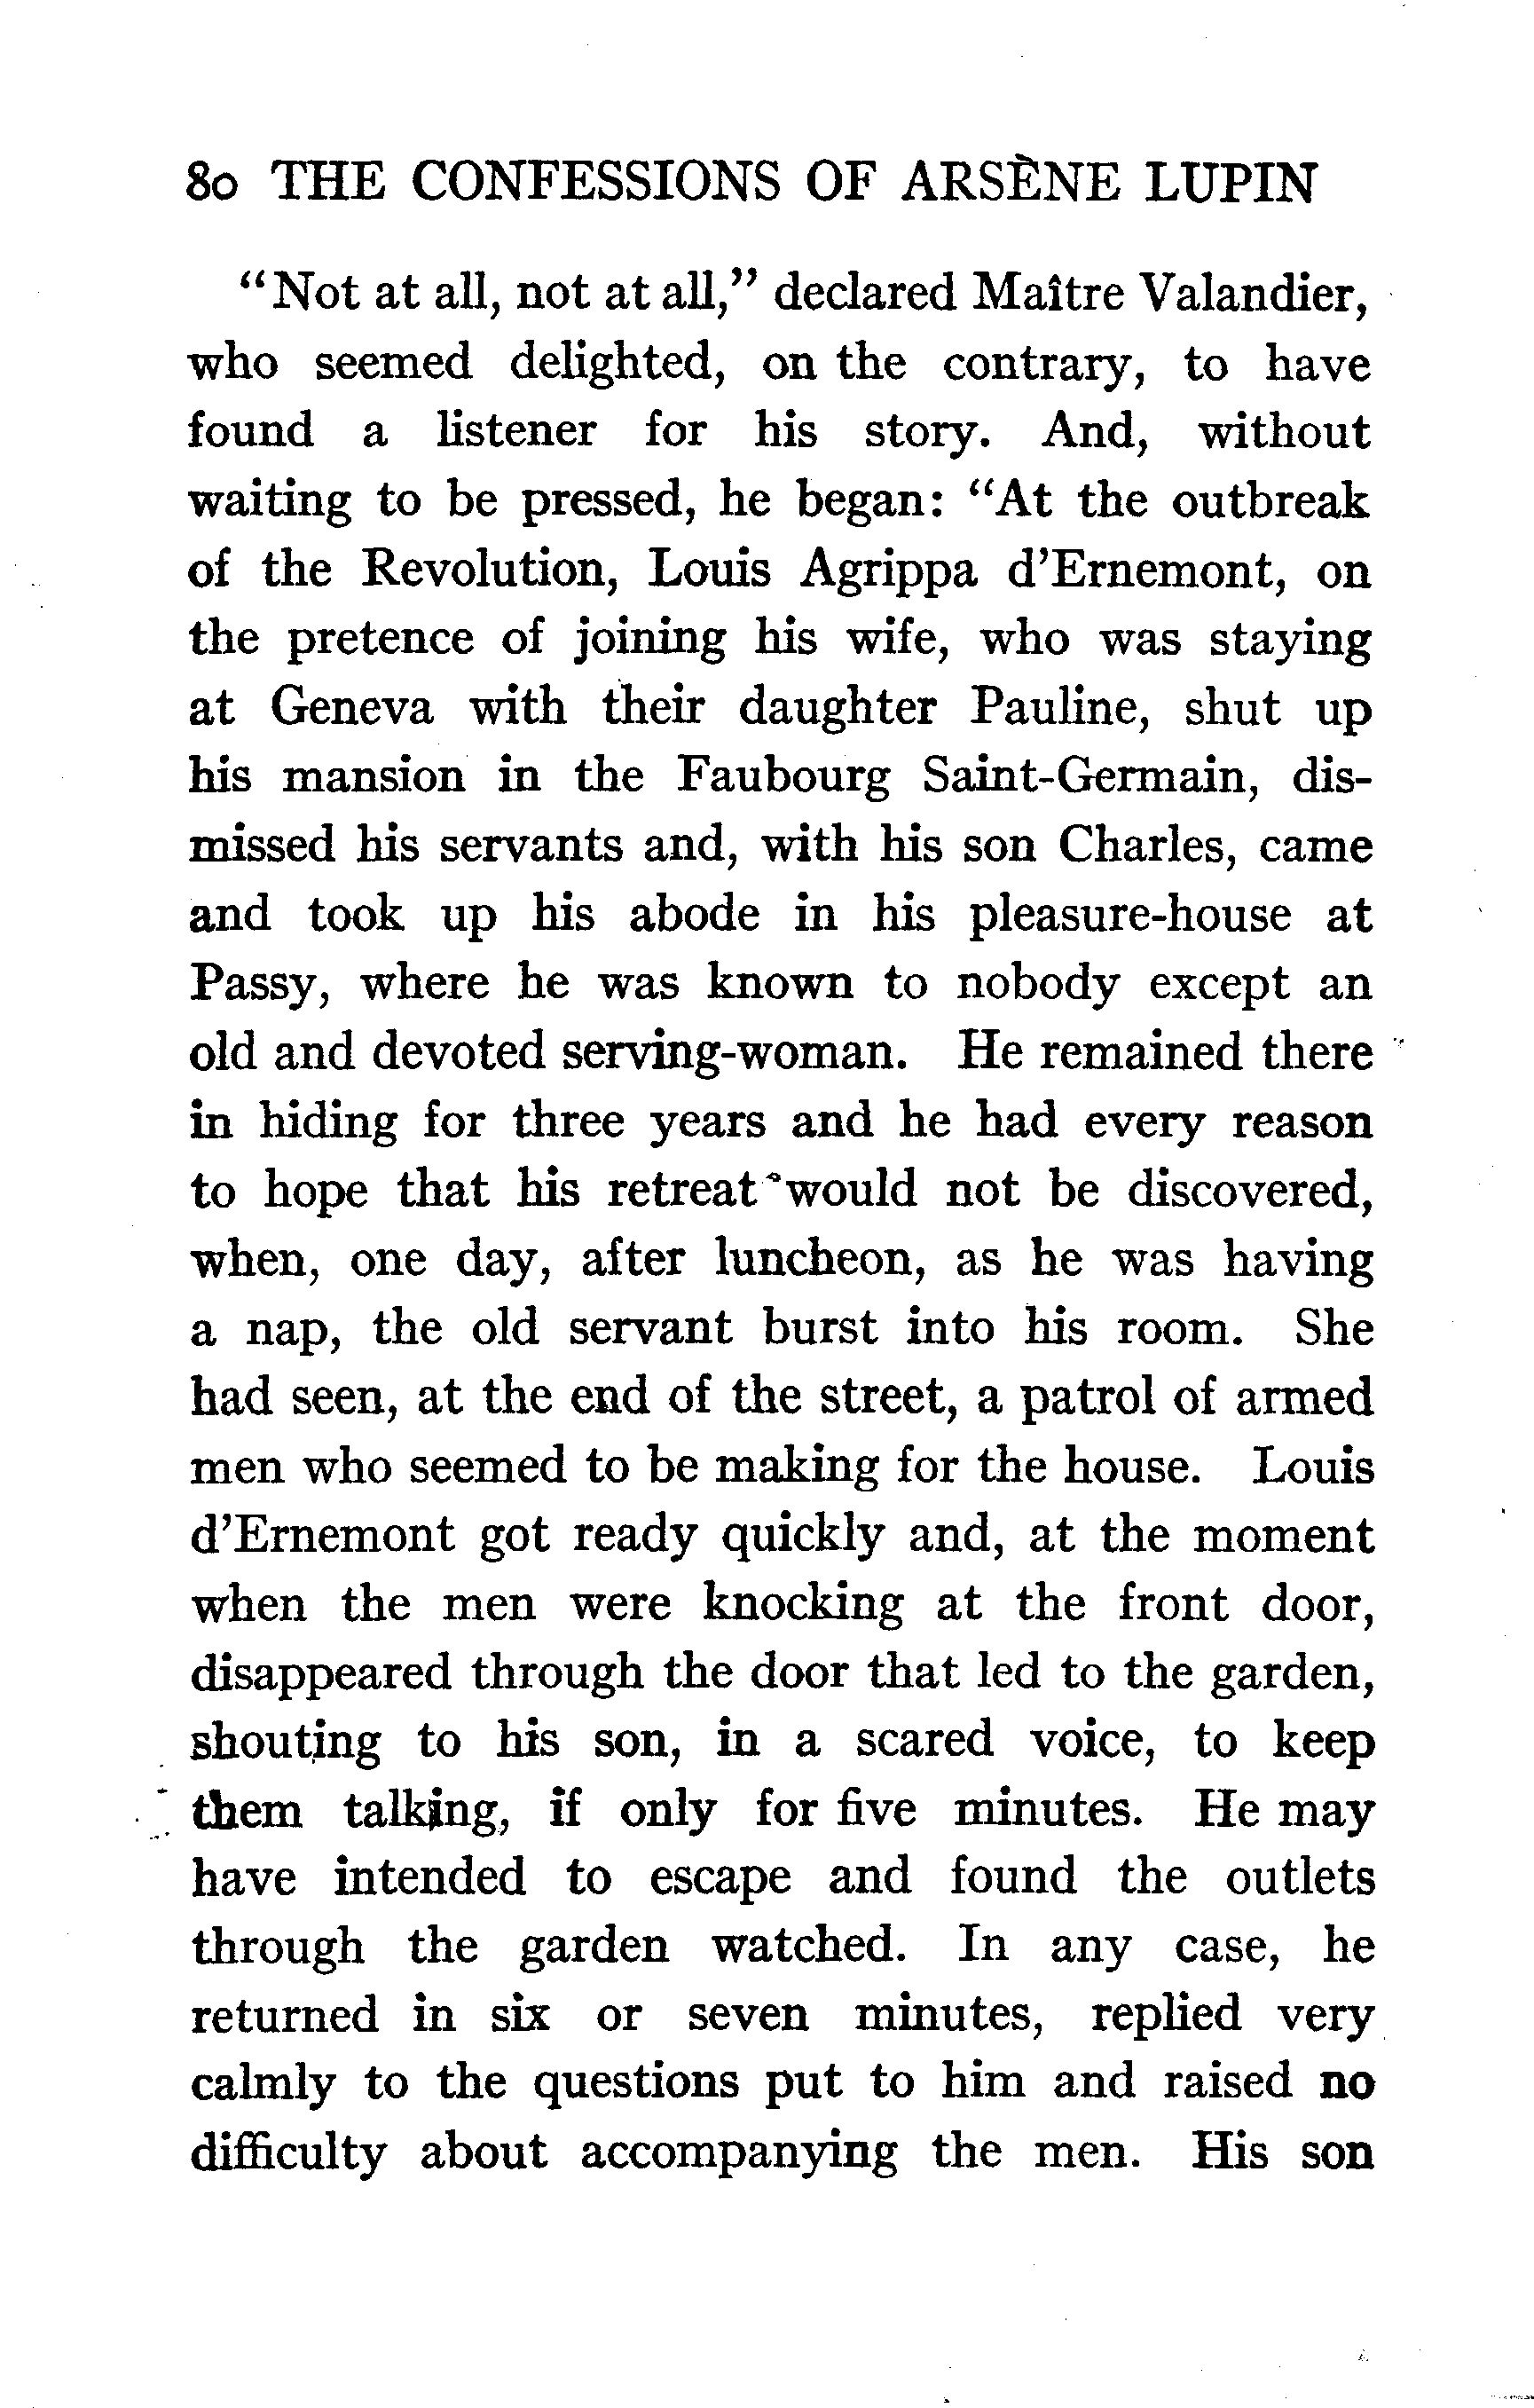 80 THE CONFESSIONS OF ARSÈNE LUPIN
"Not at all, not at all," declared Maître Valandier,
who seemed delighted, on the contrary, to have
found a listener for his story. And, without
waiting to be pressed, he began: "At the outbreak
of the Revolution, Louis Agrippa d'Ernemont, on
the pretence of joining his wife, who was staying
at Geneva with their daughter Pauline, shut up
his mansion in the Faubourg Saint-Germain, dis-
missed his servants and, with his son Charles, came
and took up his abode in his pleasure-house at
Passy, where he was known to nobody except an
old and devoted serving-woman. He remained there
in hiding for three years and he had every reason
to hope that his retreat would not be discovered,
when, one day, after luncheon, as he was having
a nap, the old servant burst into his room. She
had seen, at the end of the street, a patrol of armed
men who seemed to be making for the house. Louis
d'Ernemont got ready quickly and, at the moment
when the men were knocking at the front door,
disappeared through the door that led to the garden,
shouting to his son, in a scared voice, to keep
them talking, if only for five minutes. He may
have intended to escape and found the outlets
through the garden watched. In any case, he
returned in six or seven minutes, replied very
calmly to the questions put to him and raised no
difficulty about accompanying the men. His son